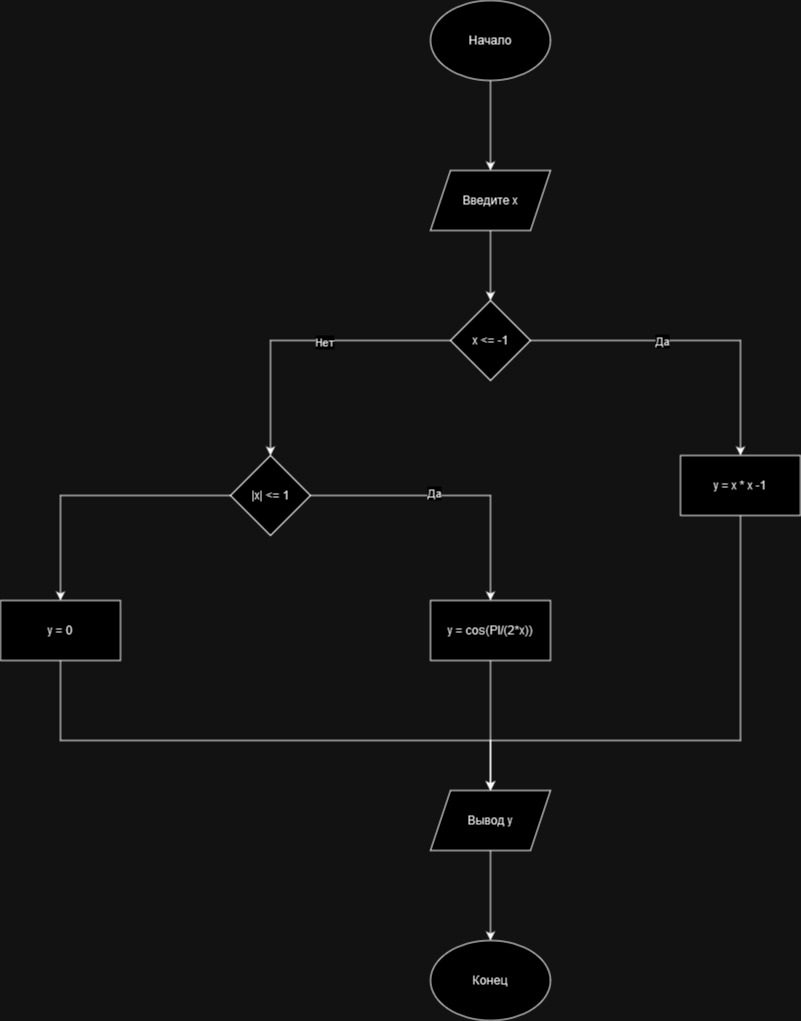 Начало
Введите x
x <= -1
Нет
Да
y = x * x -1
|x| <= 1
Да
y = 0
y = cos(PI/(2*x))
Вывод y
Конец